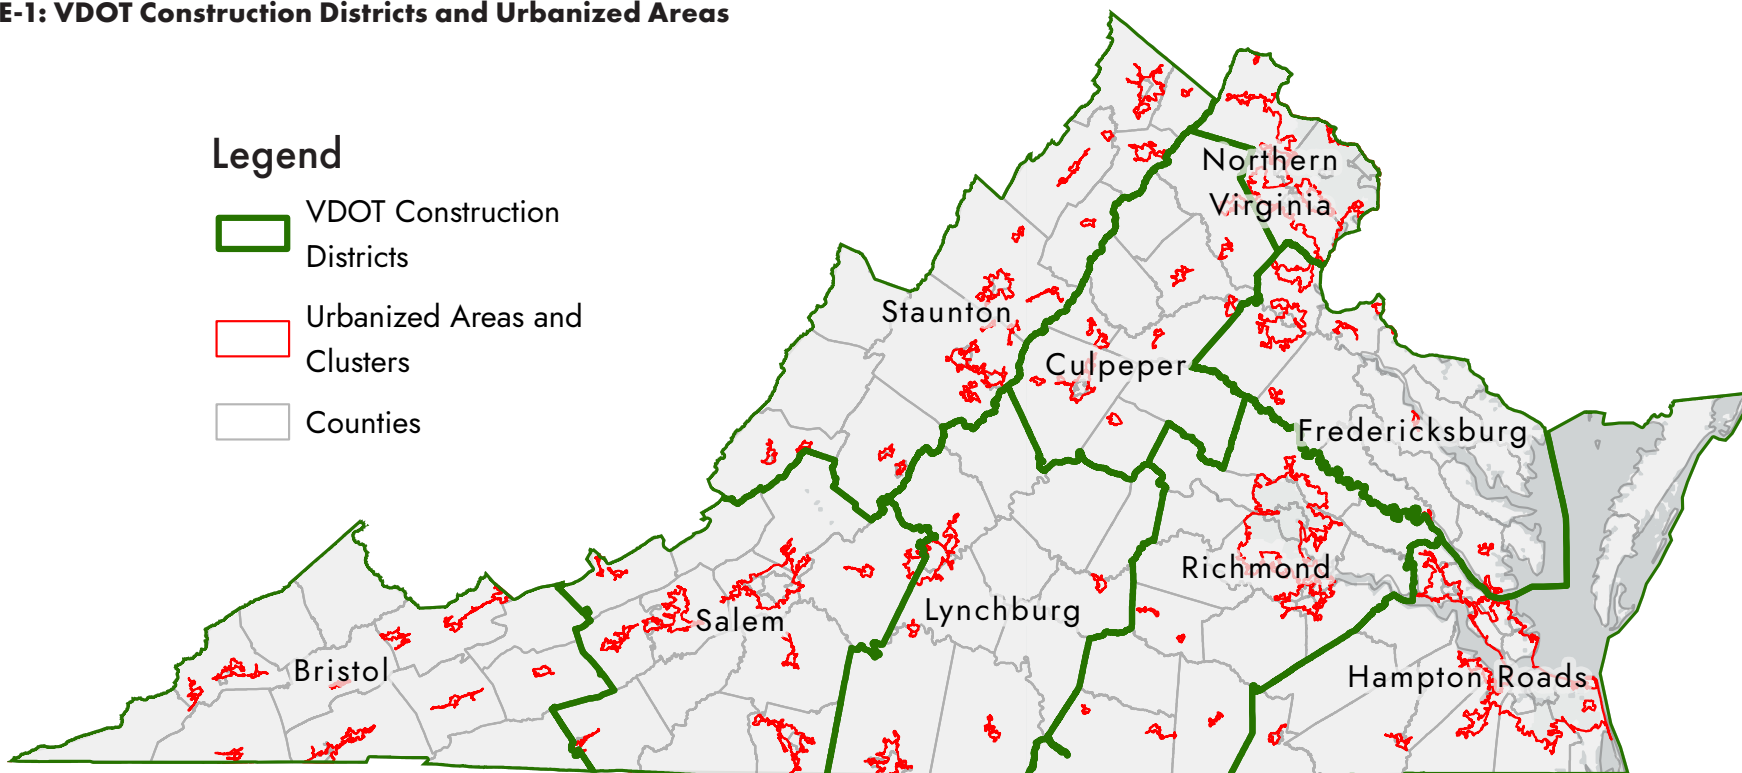 E-1: VDOT Construction Districts and Urbanized Areas
Legend
VDOT Construction
Districts
Urbanized Areas and
Clusters
Counties
Northern
Virginia
Staunton
Culpeper
Fredericksburg
Richmond
Lynchburg
Salem
Bristol
Hampton Roads